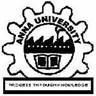 ANNA UNIVERSITY
PROGRESS THROUGH KNOWLEDGE